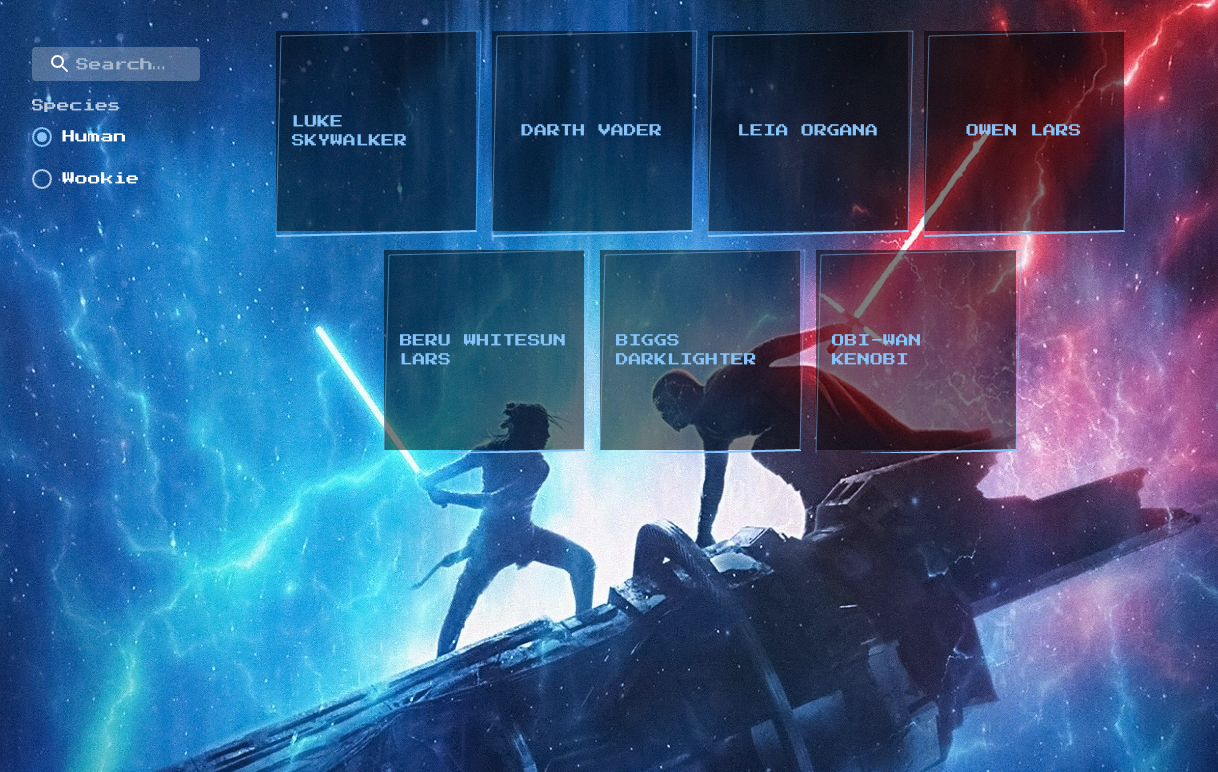 Search...
Species
Human
Wookie
LUKE
SKYWALKER
DARTH VADER
LEIA ORGANA
OWEN LARS
BERU WHITESUN
LARS
BIGGS
DARKLIGHTER
OBI-WAN
KENOBI